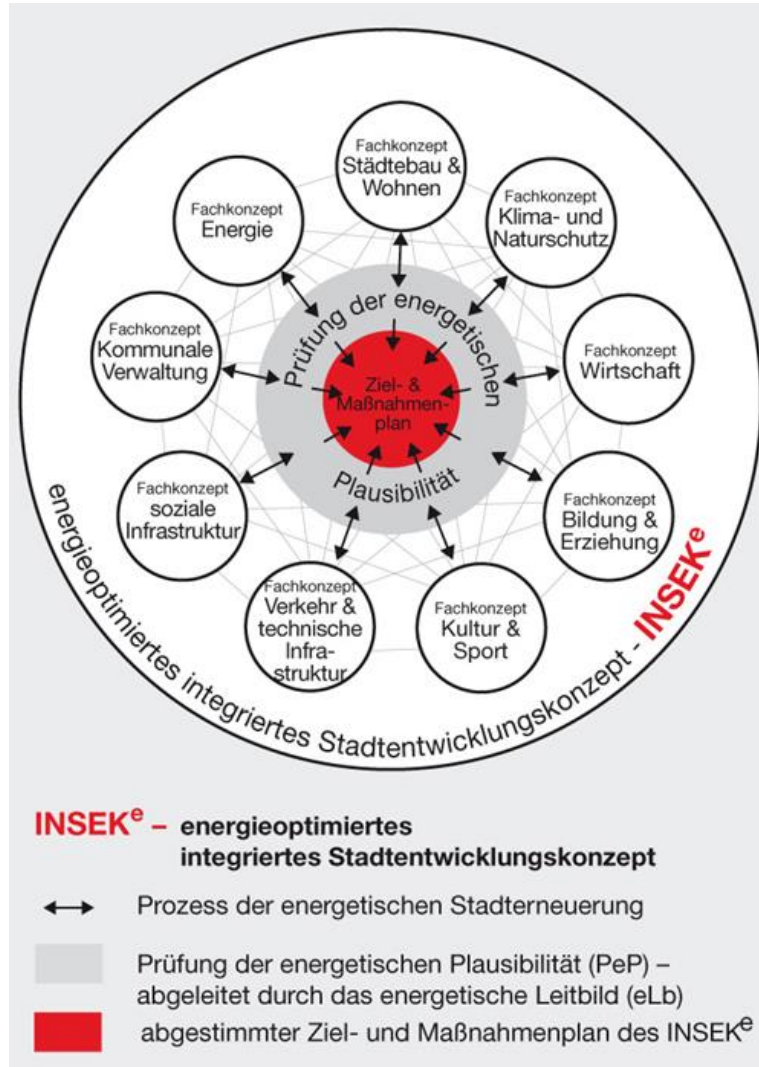 Fachkonzept
Städtebau &
Wohnen
Fachkonzept
Klima- und
Naturschutz
Fachkonzept
Wirtschaft
Fachkonzept
Bildung &
Erziehung
Fachkonzept
Kultur &
Sport
Fachkonzept
Verkehr &
technische
Infra-
struktur
Fachkonzept
soziale
Infrastruktur
Fachkonzept
Kommunale
Verwaltung
Fachkonzept
Energie
Prüfung der energetischen
Plausibilität
Ziel- &
Maßnahmen-
plan
energieoptimiertes integriertes Stadtentwicklungskonzept - INSEKᵉ
INSEKᵉ – energieoptimiertes
integriertes Stadtentwicklungskonzept
Prozess der energetischen Stadterneuerung
Prüfung der energetischen Plausibilität (PeP) –
abgeleitet durch das energetische Leitbild (eLb)
abgestimmter Ziel- und Maßnahmenplan des INSEKᵉ